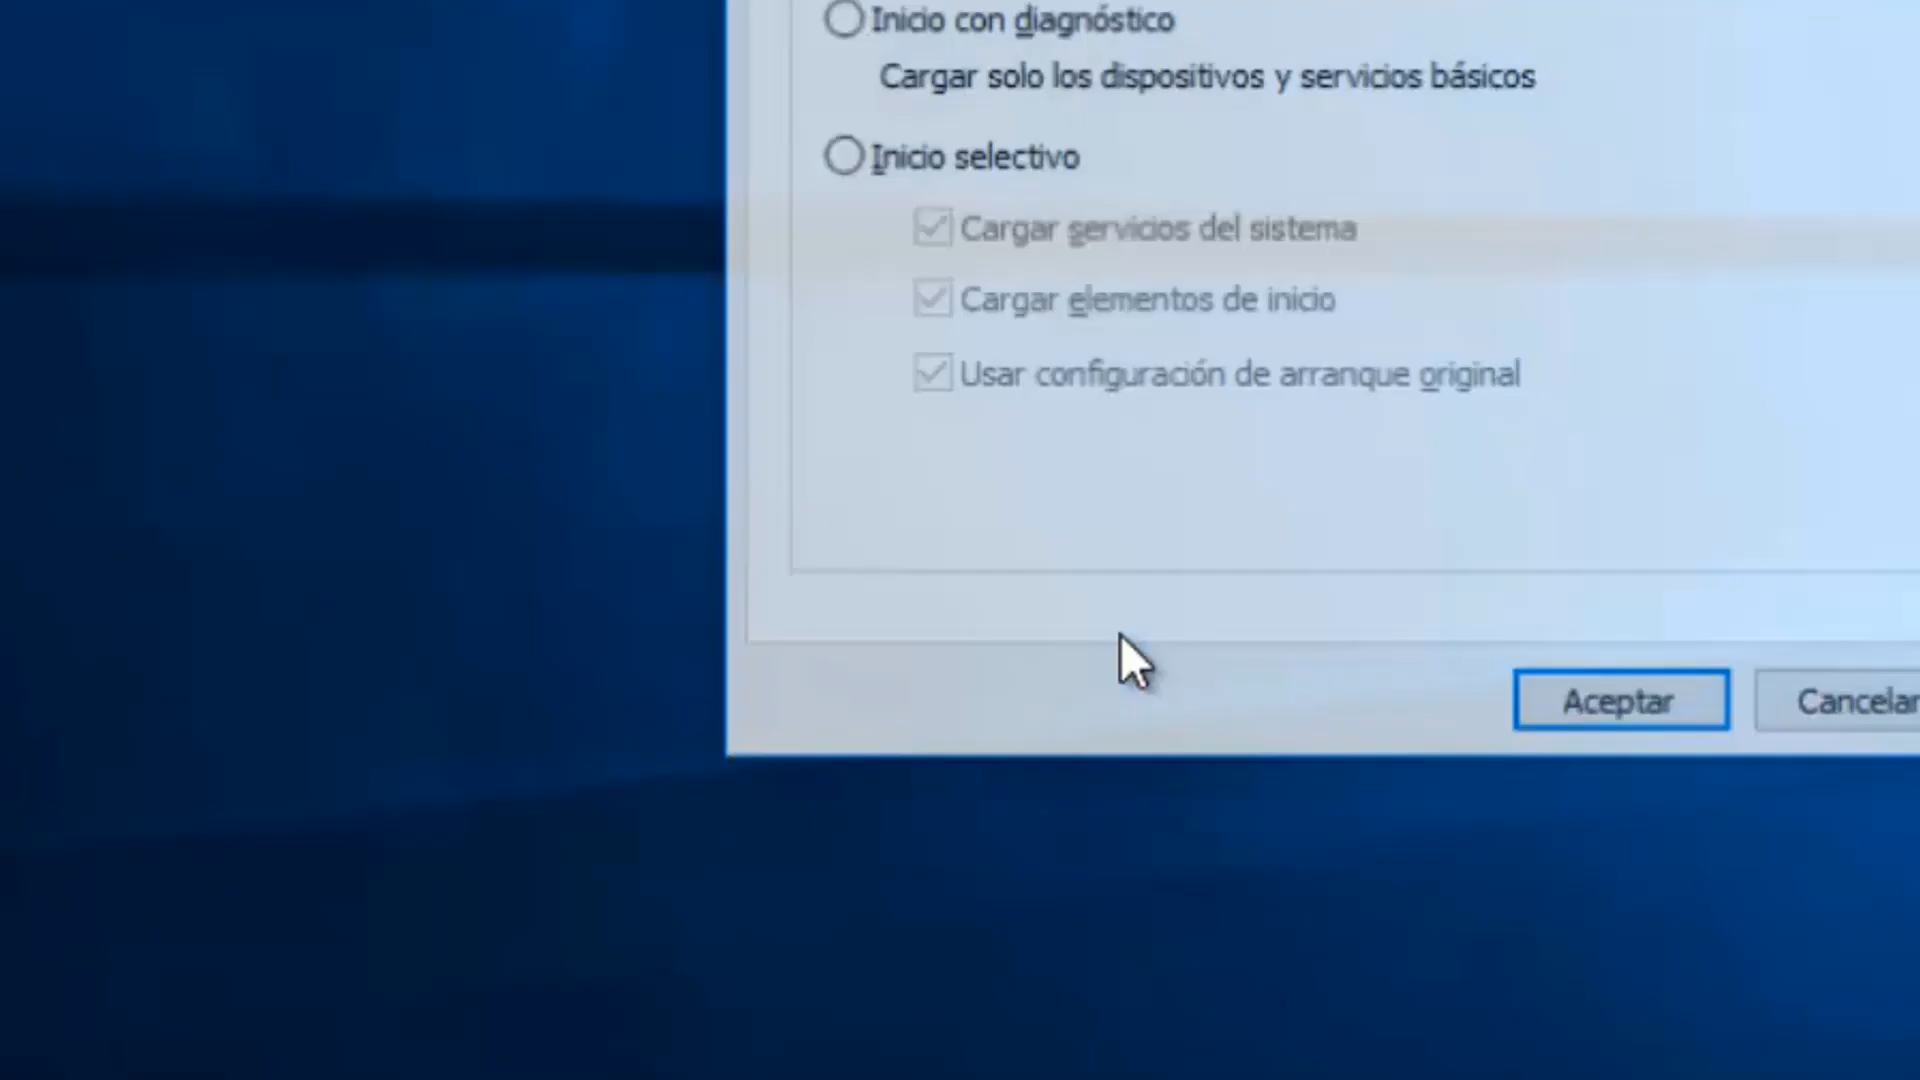 Inicio con diagnóstico
Cargar solo los dispositivos y servicios básicos
Inicio selectivo
Cargar servicios del sistema
Cargar elementos de inicio
Usar configuración de arranque original
Aceptar
Cancelar